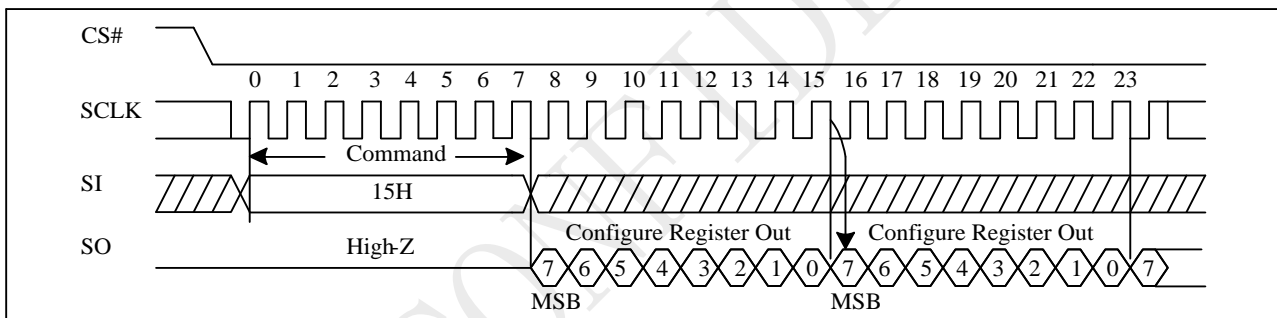 CS#
0 1 2 3 4 5 6 7 8 9 10 11 12 13 14 15 16 17 18 19 20 21 22 23
SCLK
Command
SI
15H
Configure Register Out Configure Register Out
SO
High-Z
7 6 5 4 3 2 1 0 7 6 5 4 3 2 1 0 7
MSB MSB